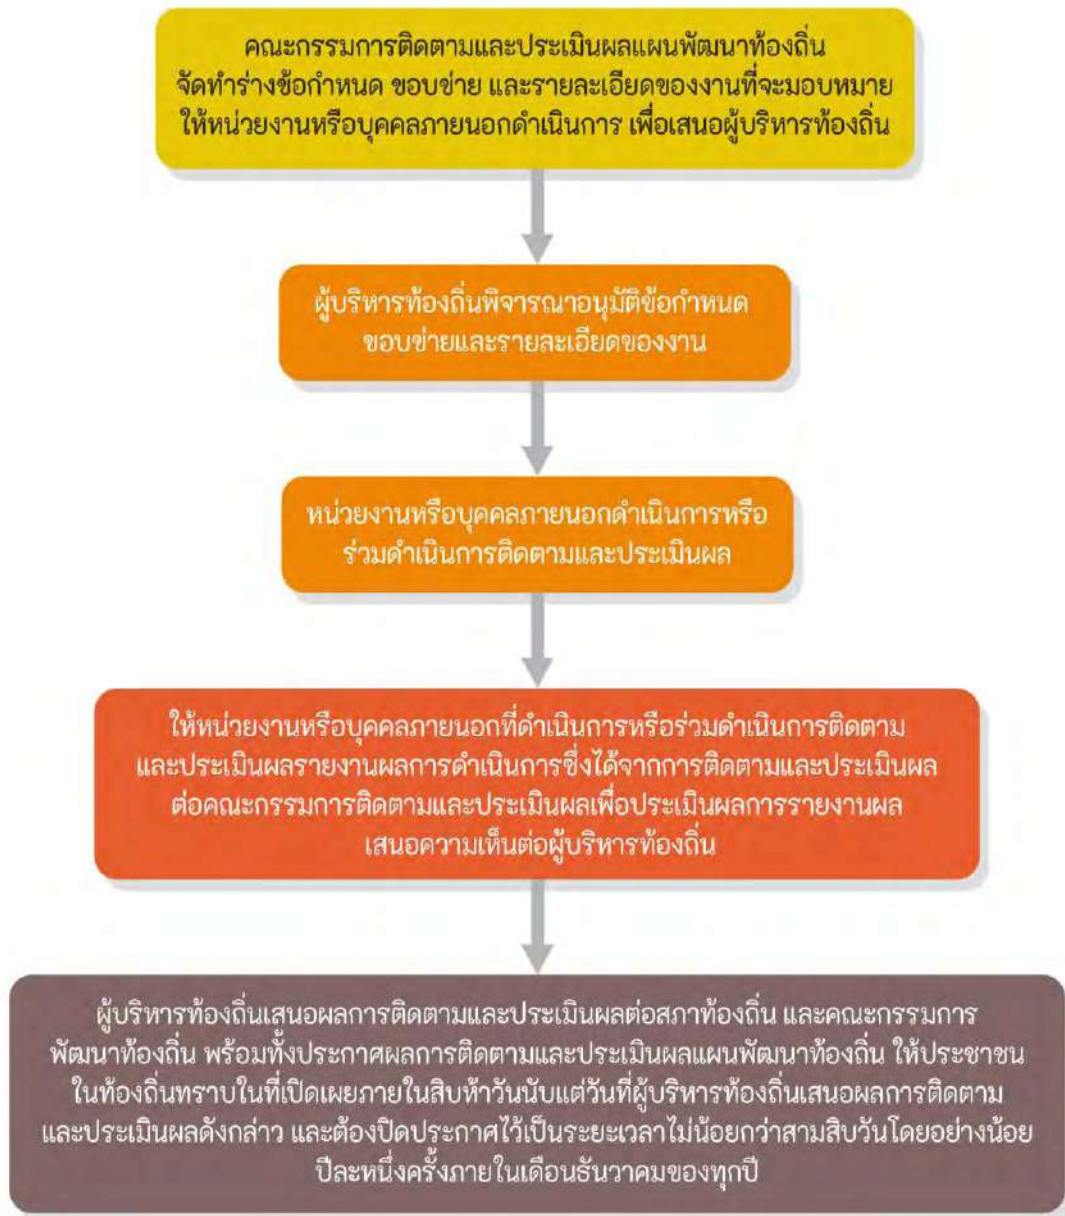 คณะกรรมการติดตามและประเมินผลแผนพัฒนาท้องถิ่น
จัดทำร่างข้อกำหนด ขอบข่าย และรายละเอียดของงานที่จะมอบหมาย
ให้หน่วยงานหรือบุคคลภายนอกดำเนินการ เพื่อเสนอผู้บริหารท้องถิ่น
ผู้บริหารท้องถิ่นพิจารณาอนุมัติข้อกำหนด
ขอบข่ายและรายละเอียดของงาน
หน่วยงานหรือบุคคลภายนอกดำเนินการหรือ
ร่วมดำเนินการติดตามและประเมินผล
ให้หน่วยงานหรือบุคคลภายนอกที่ดำเนินการหรือร่วมดำเนินการติดตาม
และประเมินผลรายงานผลการดำเนินการซึ่งได้จากการติดตามและประเมินผล
ต่อคณะกรรมการติดตามและประเมินผลเพื่อประเมินผลการรายงานผล
เสนอความเห็นต่อผู้บริหารท้องถิ่น
ผู้บริหารท้องถิ่นเสนอผลการติดตามและประเมินผลต่อสภาท้องถิ่น และคณะกรรมการ
พัฒนาท้องถิ่น พร้อมทั้งประกาศผลการติดตามและประเมินผลแผนพัฒนาท้องถิ่น ให้ประชาชน
ในท้องถิ่นทราบในที่เปิดเผยภายในสิบห้าวันนับแต่วันที่ผู้บริหารท้องถิ่นเสนอผลการติดตาม
และประเมินผลดังกล่าว และต้องปิดประกาศไว้เป็นระยะเวลาไม่น้อยกว่าสามสิบวันโดยอย่างน้อย
ปีละหนึ่งครั้งภายในเดือนธันวาคมของทุกปี